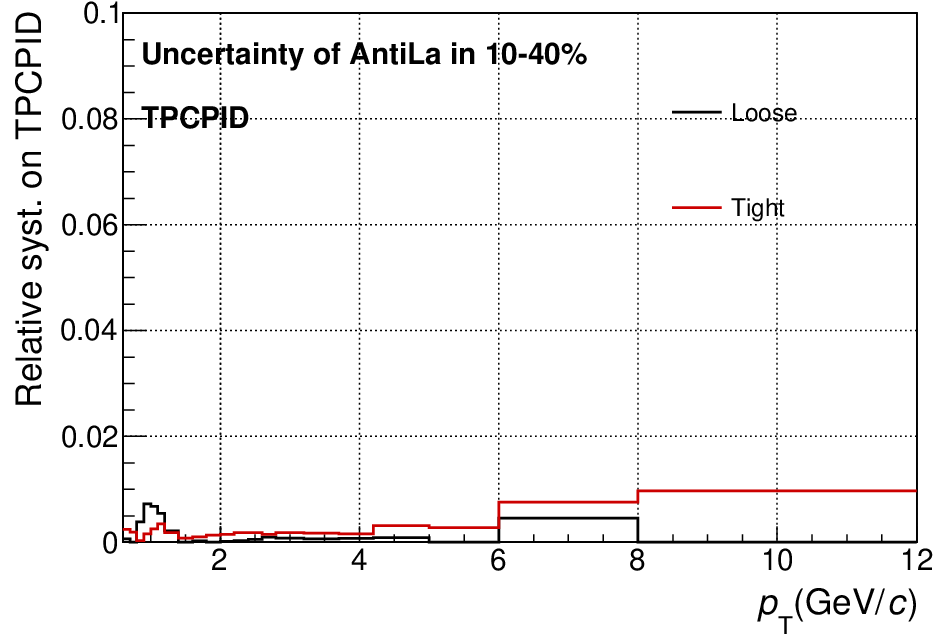 Relative syst. on TPCPID
0.1
0.08
0.06
0.04
0.02
0
Uncertainty of AntiLa in 10-40%
TPCPID
Loose
Tight
2 4 6 8 10 12
p_T(GeV/c)